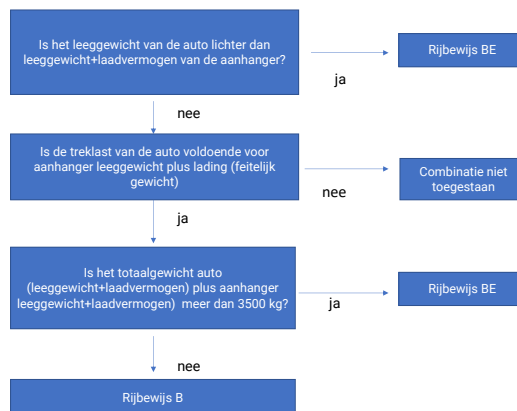 Is het leeggewicht van de auto lichter dan
leeggewicht+laadvermogen van de aanhanger?
Rijbewijs BE
ja
nee
Is de treklast van de auto voldoende voor
aanhanger leeggewicht plus lading (feitelijk
gewicht)
nee
Combinatie niet
toegestaan
ja
Is het totaalgewicht auto
(leeggewicht+laadvermogen) plus aanhanger
leeggewicht+laadvermogen) meer dan 3500 kg?
Rijbewijs BE
ja
nee
Rijbewijs B